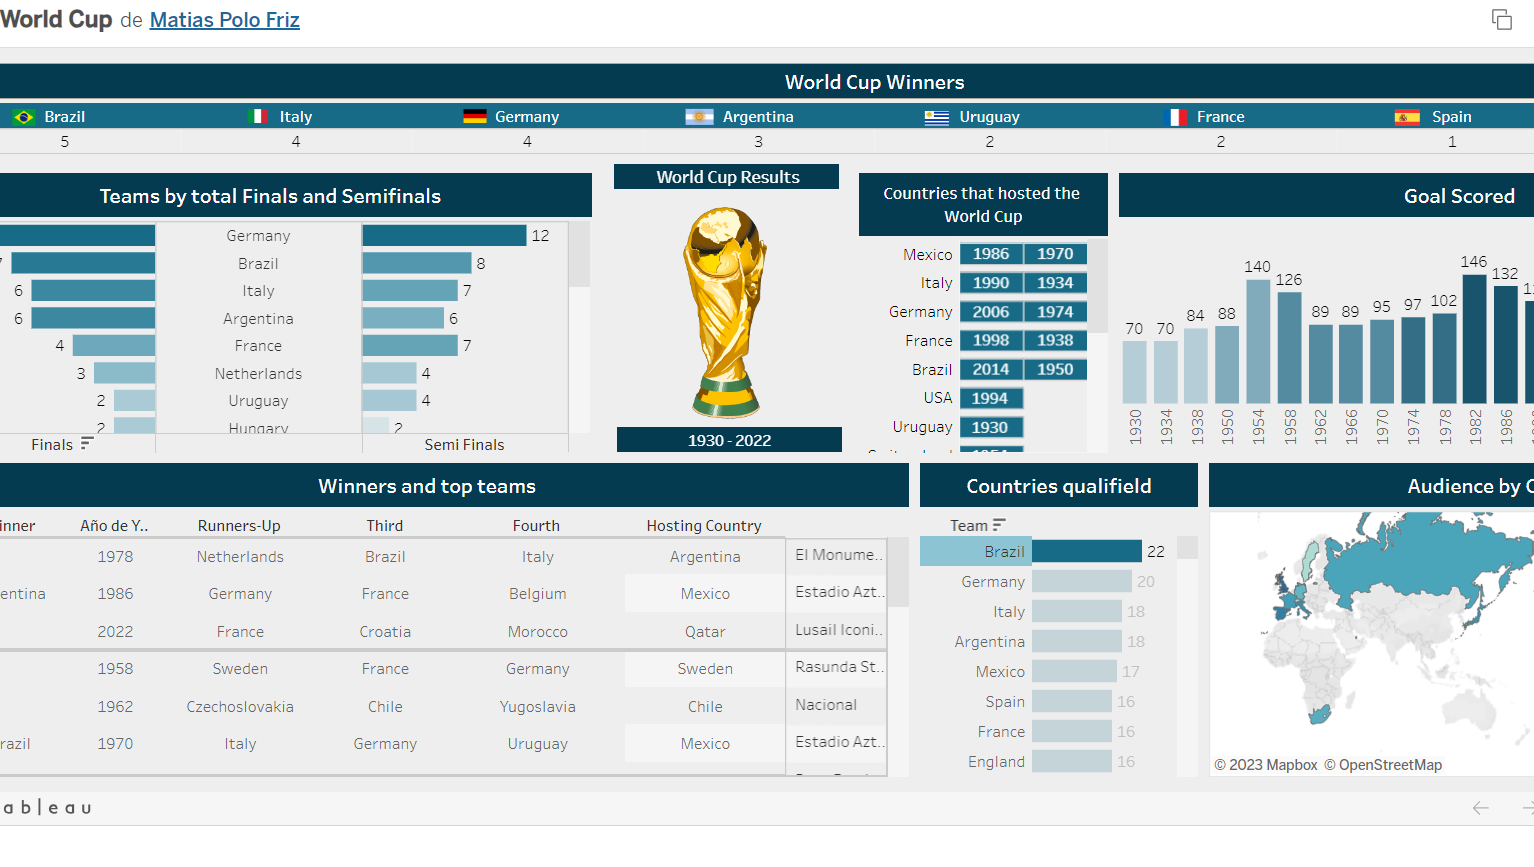 World Cup de Matias Polo Friz
World Cup Winners
Brazil Italy Germany Argentina Uruguay France Spain
5 4 4 3 2 2 1
Teams by total Finals and Semifinals
Germany 12
7 Brazil 8
6 Italy 7
6 Argentina 6
4 France 7
3 Netherlands 4
2 Uruguay 4
2 Hungary 2
Finals Semi Finals
World Cup Results
1930 - 2022
Countries that hosted the
World Cup
Mexico 1986 1970
Italy 1990 1934
Germany 2006 1974
France 1998 1938
Brazil 2014 1950
USA 1994
Uruguay 1930
Goal Scored
70 70 84 88 140 126 89 89 95 97 102 146 132
1930 1934 1938 1950 1954 1958 1962 1966 1970 1974 1978 1982 1986
Winners and top teams
inner Año de Y.. Runners-Up Third Fourth Hosting Country
1978 Netherlands Brazil Italy Argentina El Monume..
entina 1986 Germany France Belgium Mexico Estadio Azt..
2022 France Croatia Morocco Qatar Lusail Iconi..
1958 Sweden France Germany Sweden Rasunda St..
1962 Czechoslovakia Chile Yugoslavia Chile Nacional
razil 1970 Italy Germany Uruguay Mexico Estadio Azt..
Countries qualifield
Team
Brazil 22
Germany 20
Italy 18
Argentina 18
Mexico 17
Spain 16
France 16
England 16
Audience by
© 2023 Mapbox © OpenStreetMap
ableau